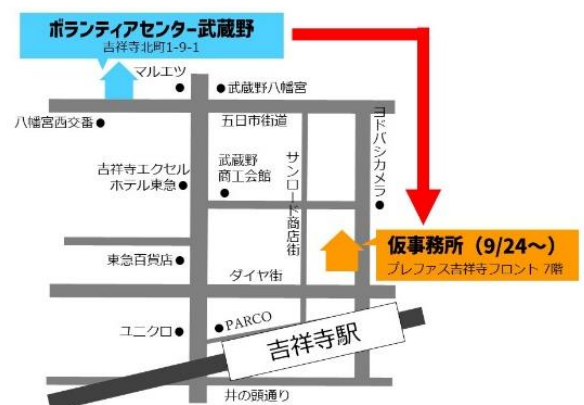 ボランティアセンター武蔵野
吉祥寺北町1-9-1
マルエツ
武蔵野八幡宮
八幡宮西交番
五日市街道
ヨドバシカメラ
吉祥寺エクセル
ホテル東急
武蔵野
商工会館
サンロード商店街
仮事務所（9/24～）
プレファス吉祥寺フロント 7階
東急百貨店
ダイヤ街
ユニクロ
PARCO
吉祥寺駅
井の頭通り